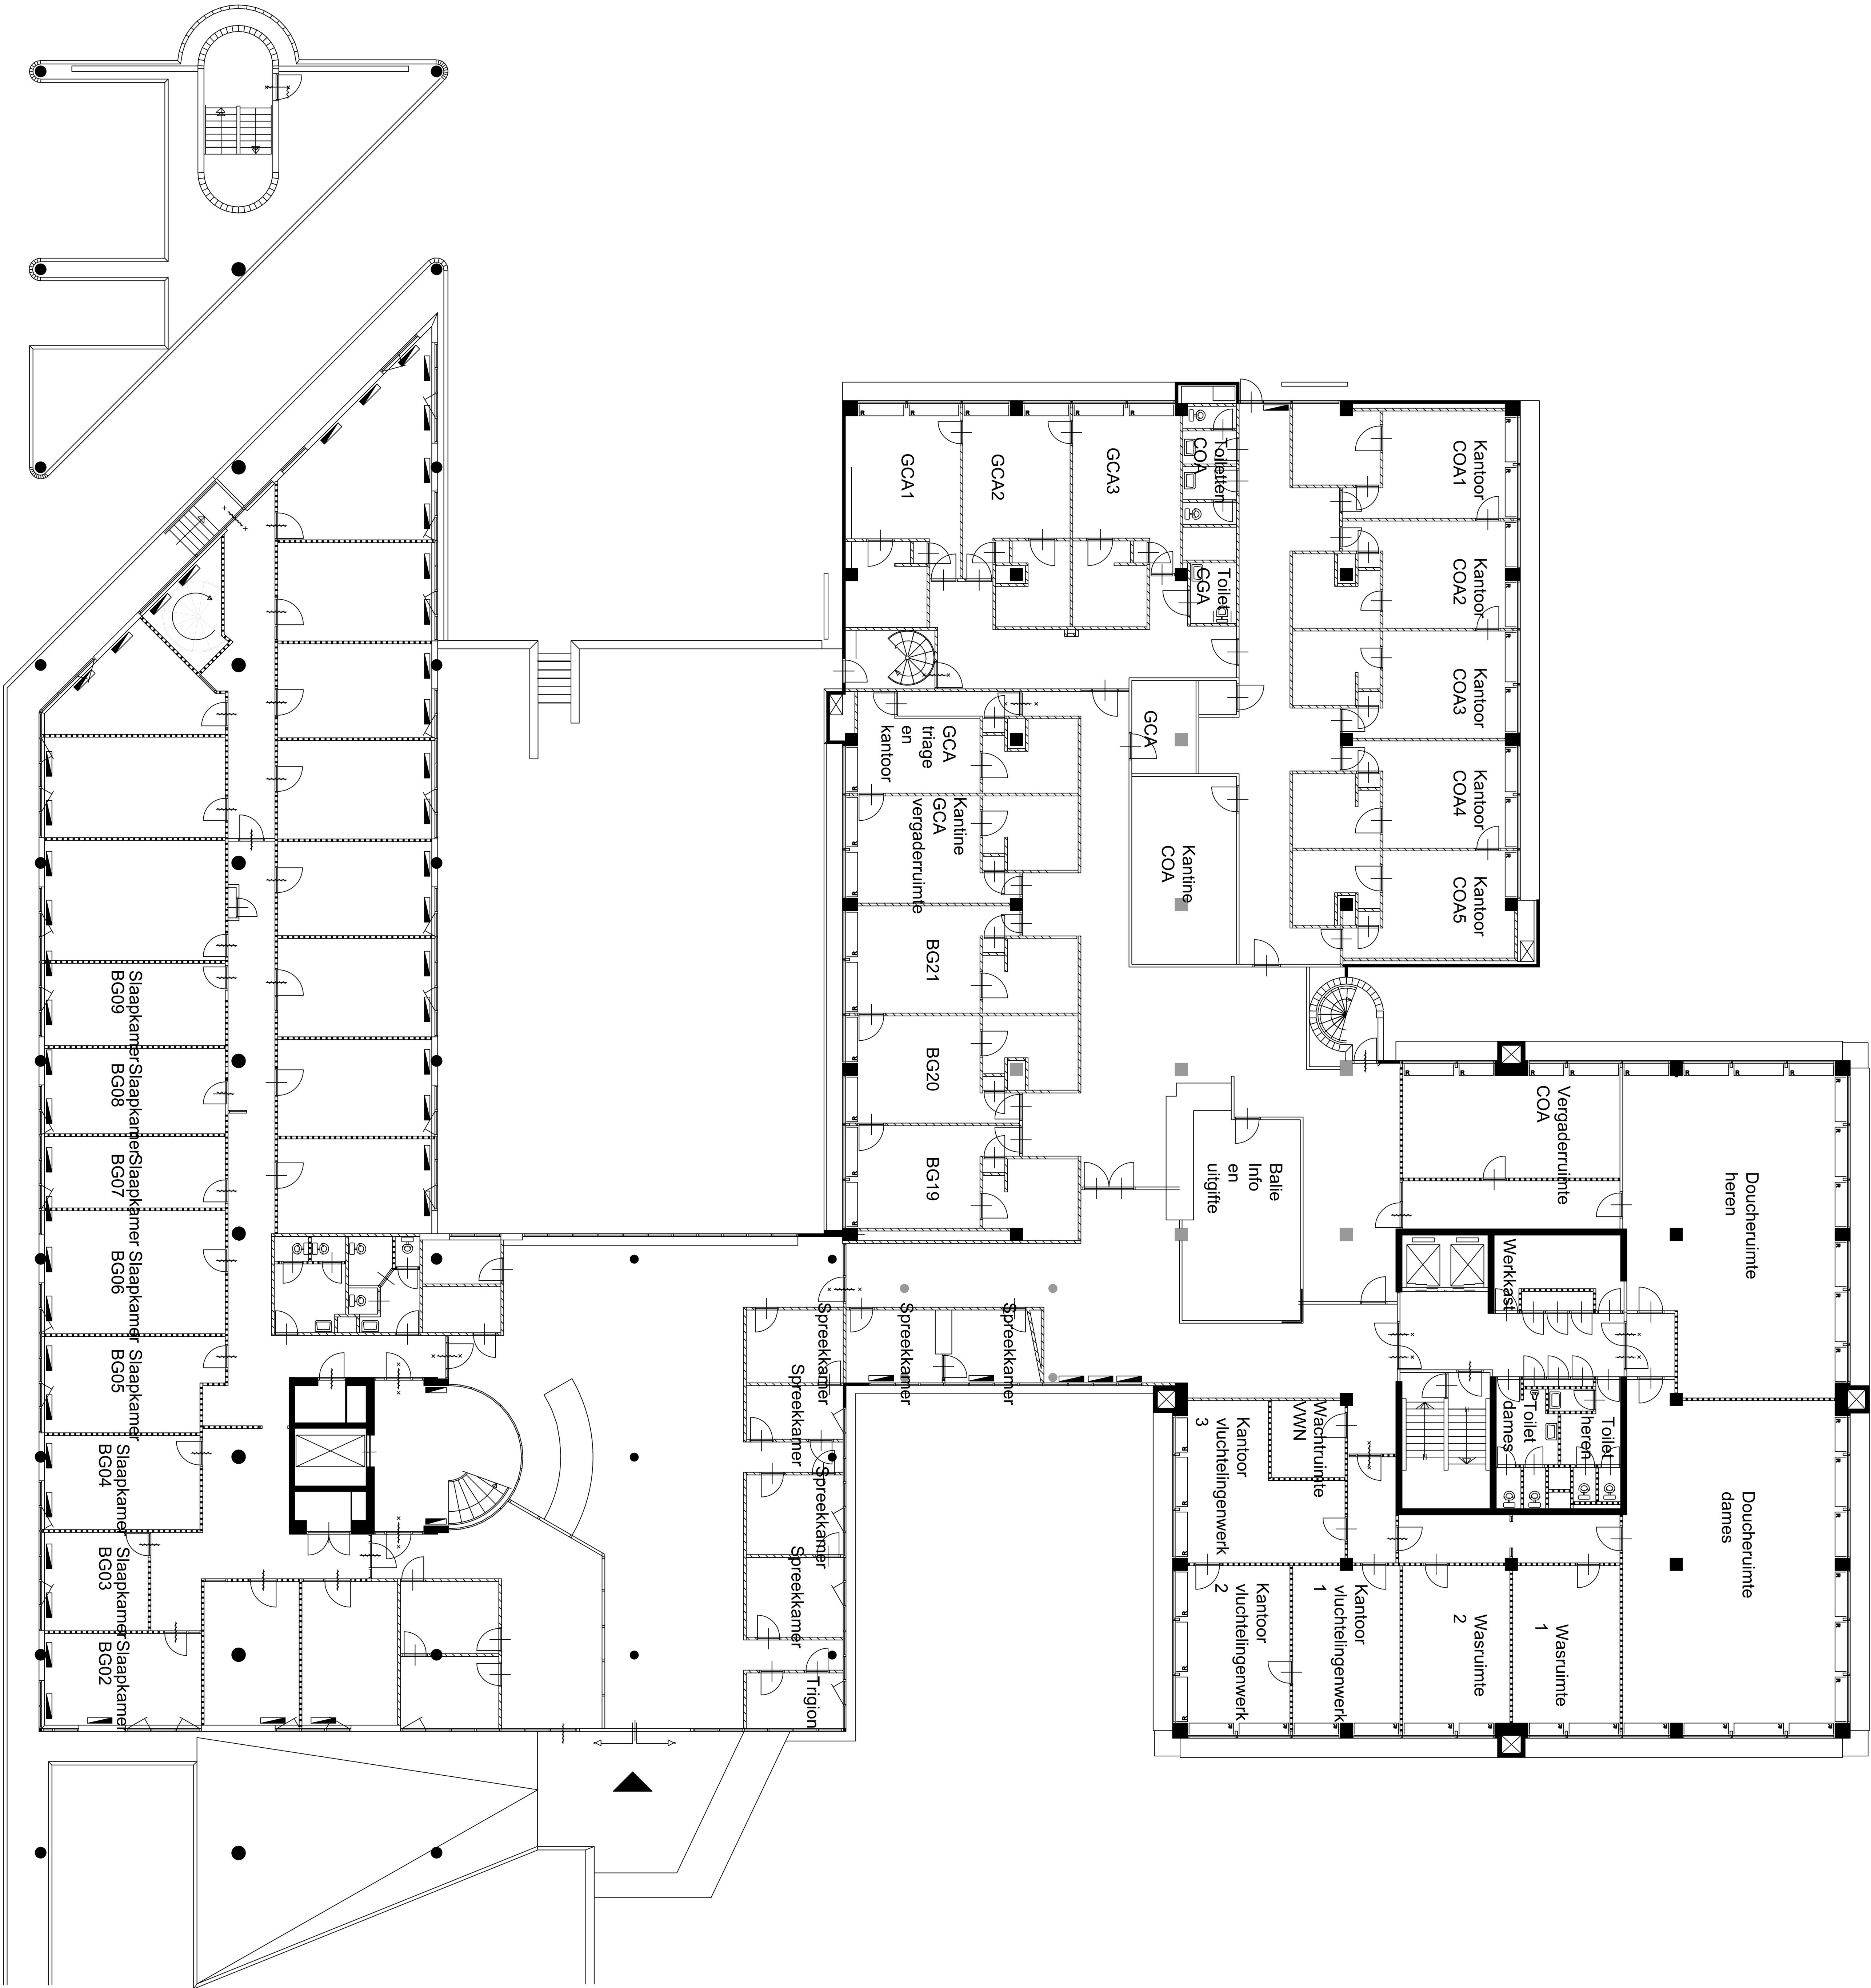 Doucheruimte
heren
Doucheruimte
dames
Kantoor
COA1
Kantoor
COA2
Kantoor
COA3
Kantoor
COA4
Kantoor
COA5
Vergaderruimte
COA
Werkkast
Toilet
heren
Toilet
dames
Wasruimte
1
Wasruimte
2
Kantoor
vluchtelingenwerk
1
Kantoor
vluchtelingenwerk
2
Kantoor
vluchtelingenwerk
3
Wachtruimte
VWN
Balie
Info
en
uitgifte
Toiletten
COA
Toilet
CGA
GCA
Kantine
COA
GCA3
GCA2
GCA1
GCA
triage
en
kantoor
Kantine
GCA
vergaderruimte
BG21
BG20
BG19
Spreekkamer
Spreekkamer
Spreekkamer
Spreekkamer
Spreekkamer
Spreekkamer
Trigion
Slaapkamer
BG09
Slaapkamer
BG08
Slaapkamer
BG07
Slaapkamer
BG06
Slaapkamer
BG05
Slaapkamer
BG04
Slaapkamer
BG03
Slaapkamer
BG02